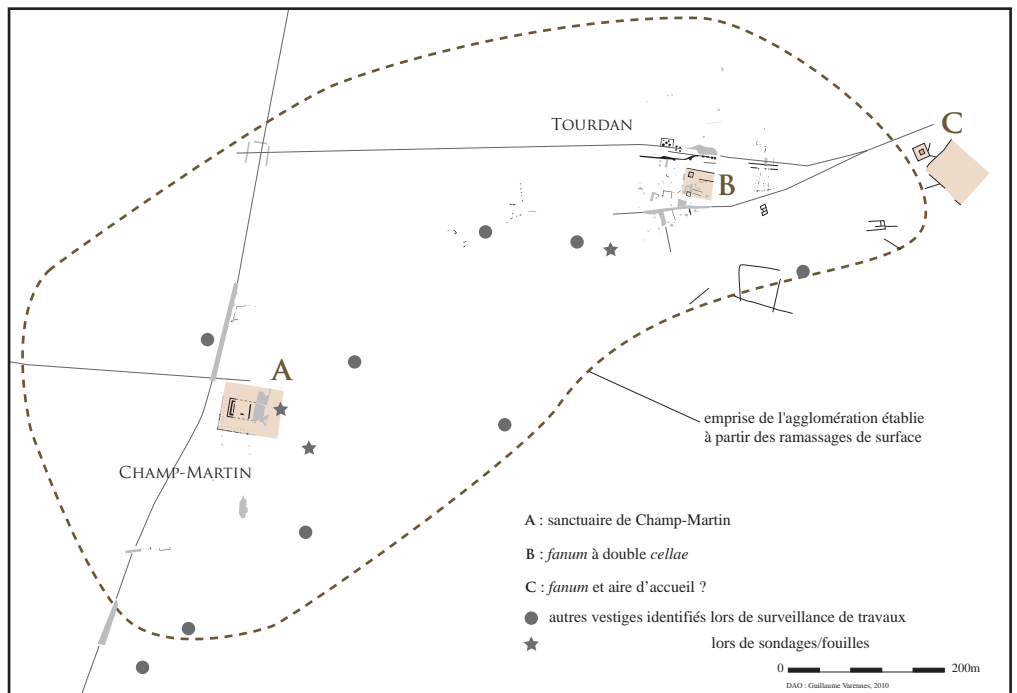 TOURDAN
C
B
A
emprise de l'agglomération établie
à partir des ramassages de surface
CHAMP-MARTIN
A : sanctuaire de Champ-Martin
B : fanum à double cellae
C : fanum et aire d'accueil ?
autres vestiges identifiés lors de surveillance de travaux
lors de sondages/fouilles
0 200m
DAO : Guillaume Varennes, 2010